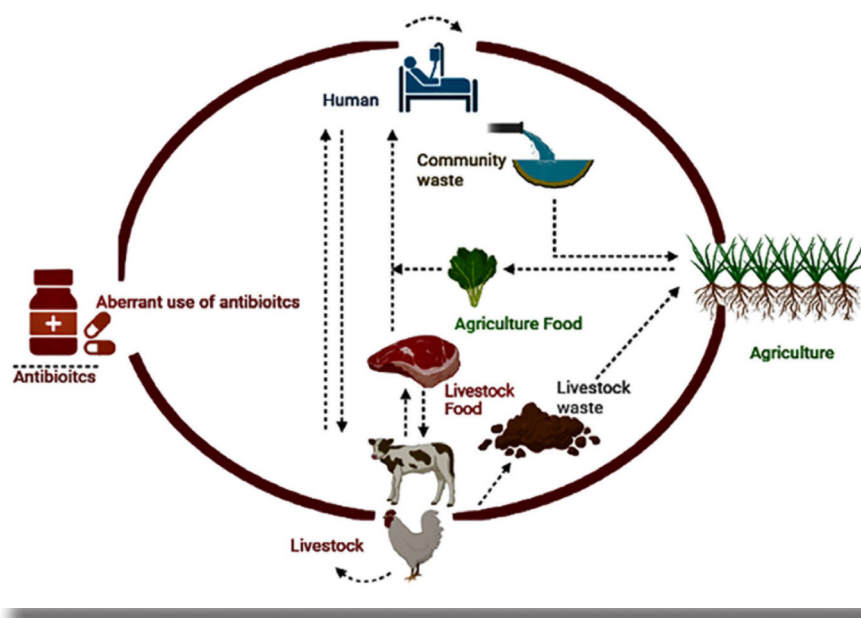 Human
Community
waste
Aberrant use of antibioitcs
Antibioitcs
Agriculture Food
Agriculture
Livestock
Food
Livestock
waste
Livestock